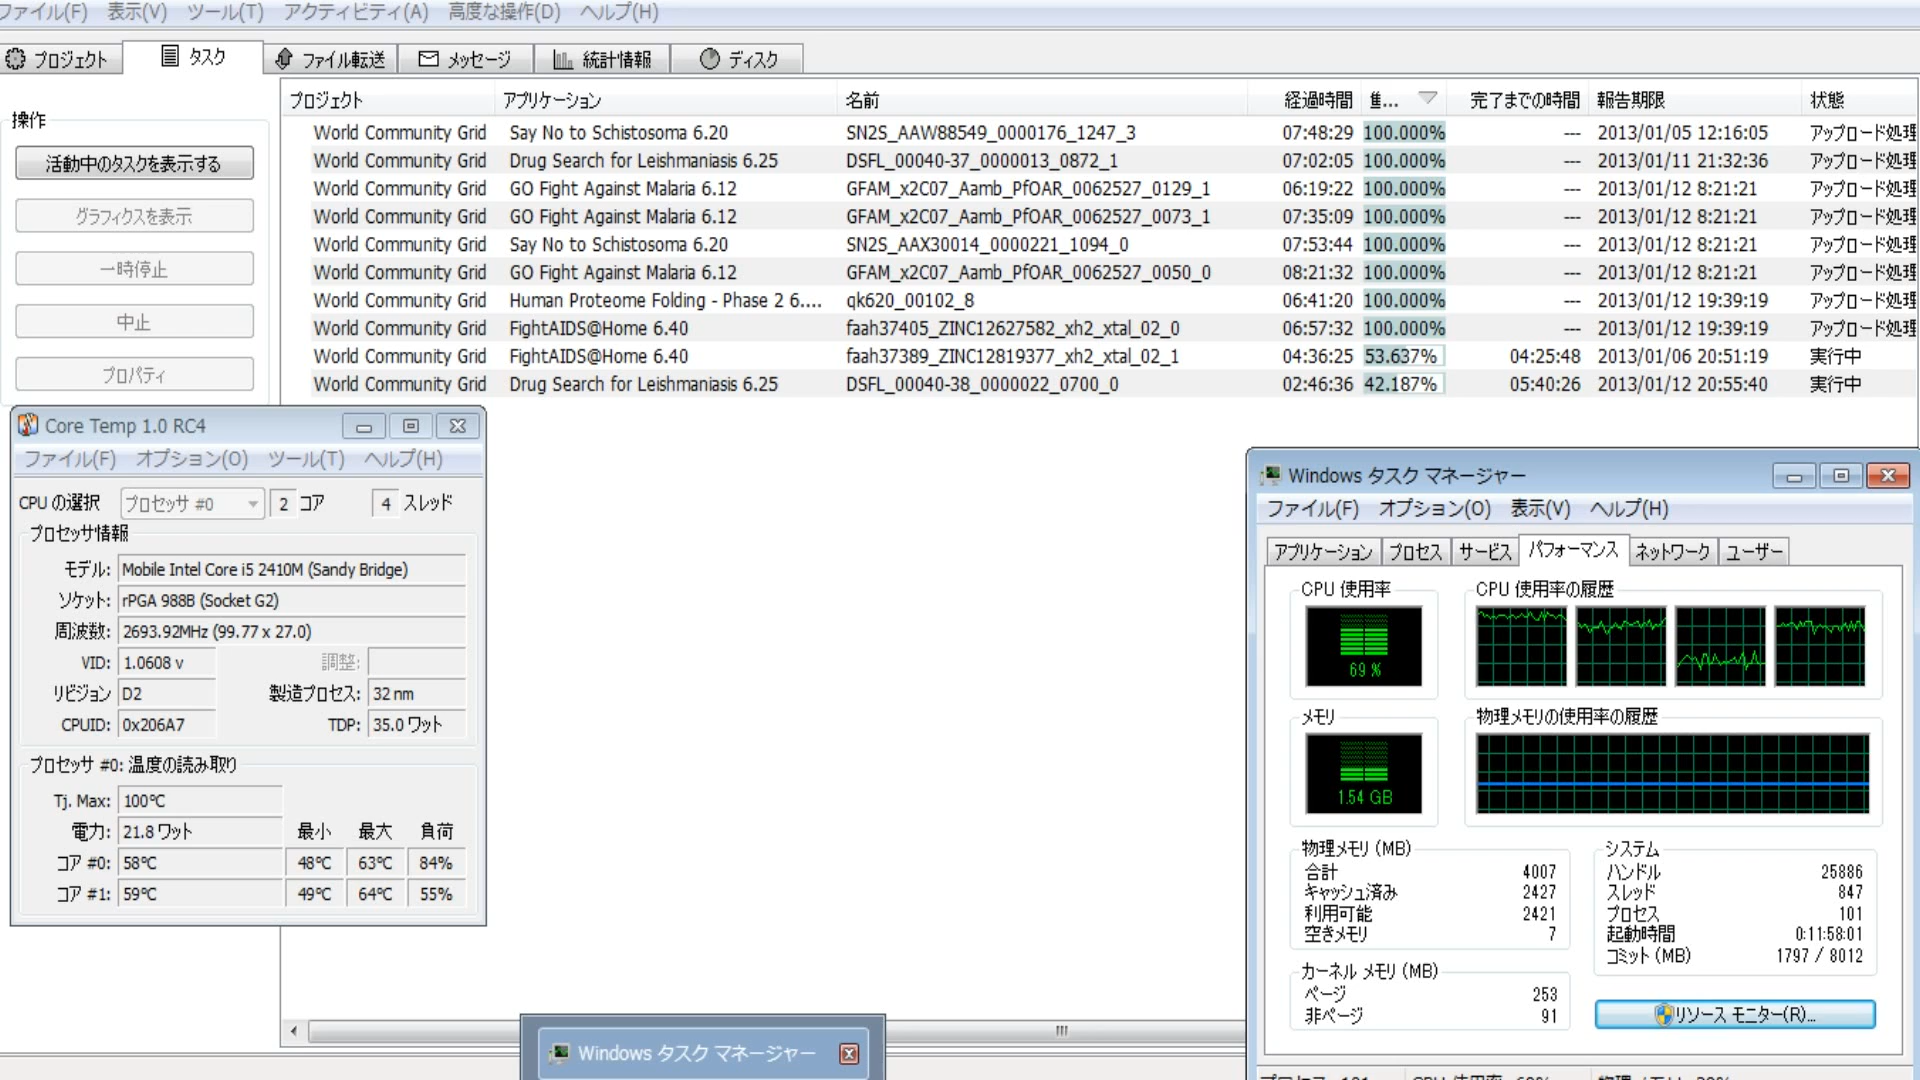 ファイル(F) 表示(V) ツール(T) アクティビティ(A) 高度な操作(D) ヘルプ(H)
プロジェクト タスク ファイル転送 メッセージ 統計情報 ディスク
操作
活動中のタスクを表示する
グラフィクスを表示
一時停止
中止
プロパティ
プロジェクト アプリケーション 名前 経過時間 進... 完了までの時間 報告期限 状態
World Community Grid Say No to Schistosoma 6.20 SN2S_AAW88549_0000176_1247_3 07:48:29 100.000% --- 2013/01/05 12:16:05 アップロード処理
World Community Grid Drug Search for Leishmaniasis 6.25 DSFL_00040-37_0000013_0872_1 07:02:05 100.000% --- 2013/01/11 21:32:36 アップロード処理
World Community Grid GO Fight Against Malaria 6.12 GFAM_x2C07_Aamb_PfOAR_0062527_0129_1 06:19:22 100.000% --- 2013/01/12 8:21:21 アップロード処理
World Community Grid GO Fight Against Malaria 6.12 GFAM_x2C07_Aamb_PfOAR_0062527_0073_1 07:35:09 100.000% --- 2013/01/12 8:21:21 アップロード処理
World Community Grid Say No to Schistosoma 6.20 SN2S_AAX30014_0000221_1094_0 07:53:44 100.000% --- 2013/01/12 8:21:21 アップロード処理
World Community Grid GO Fight Against Malaria 6.12 GFAM_x2C07_Aamb_PfOAR_0062527_0050_0 08:21:32 100.000% --- 2013/01/12 8:21:21 アップロード処理
World Community Grid Human Proteome Folding - Phase 2 6.... qk620_00102_8 06:41:20 100.000% --- 2013/01/12 19:39:19 アップロード処理
World Community Grid FightAIDS@Home 6.40 faah37405_ZINC12627582_xh2_xtal_02_0 06:57:32 100.000% --- 2013/01/12 19:39:19 アップロード処理
World Community Grid FightAIDS@Home 6.40 faah37389_ZINC12819377_xh2_xtal_02_1 04:36:25 53.637% 04:25:48 2013/01/06 20:51:19 実行中
World Community Grid Drug Search for Leishmaniasis 6.25 DSFL_00040-38_0000022_0700_0 02:46:36 42.187% 05:40:26 2013/01/12 20:55:40 実行中
Core Temp 1.0 RC4
ファイル(F) オプション(O) ツール(T) ヘルプ(H)
CPU の選択 プロセッサ #0 2 コア 4 スレッド
プロセッサ情報
モデル: Mobile Intel Core i5 2410M (Sandy Bridge)
ソケット: rPGA 988B (Socket G2)
周波数: 2693.92MHz (99.77 x 27.0)
VID: 1.0608 v 調整:
リビジョン D2 製造プロセス: 32 nm
CPUID: 0x206A7 TDP: 35.0 ワット
プロセッサ #0: 温度の読み取り
Tj. Max: 100℃
電力: 21.8 ワット 最小 最大 負荷
コア #0: 58℃ 48℃ 63℃ 84%
コア #1: 59℃ 49℃ 64℃ 55%
Windows タスク マネージャー
ファイル(F) オプション(O) 表示(V) ヘルプ(H)
アプリケーション プロセス サービス パフォーマンス ネットワーク ユーザー
CPU 使用率 CPU 使用率の履歴
69 %
メモリ 物理メモリの使用率の履歴
1.54 GB
物理メモリ (MB)
合計 4007
キャッシュ済み 2427
利用可能 2421
空きメモリ 7
カーネル メモリ (MB)
ページ 253
非ページ 91
システム
ハンドル 25886
スレッド 847
プロセス 101
起動時間 0:11:58:01
コミット (MB) 1797 / 8012
リソース モニター(R)...
Windows タスク マネージャー